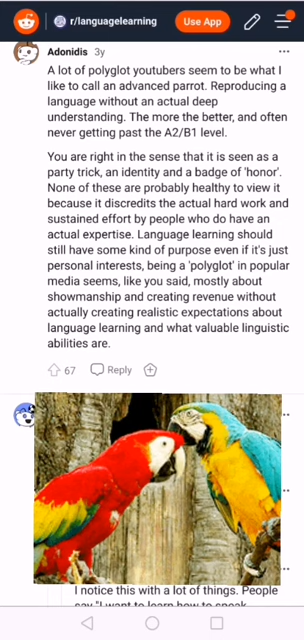 r/languagelearning
Use App
Adonidis 3y
A lot of polyglot youtubers seem to be what I
like to call an advanced parrot. Reproducing a
language without an actual deep
understanding. The more the better, and often
never getting past the A2/B1 level.
You are right in the sense that it is seen as a
party trick, an identity and a badge of 'honor'.
None of these are probably healthy to view it
because it discredits the actual hard work and
sustained effort by people who do have an
actual expertise. Language learning should
still have some kind of purpose even if it's just
personal interests, being a 'polyglot' in popular
media seems, like you said, mostly about
showmanship and creating revenue without
actually creating realistic expectations about
language learning and what valuable linguistic
abilities are.
67 Reply
I notice this with a lot of things. People
say "I want to learn how to speak